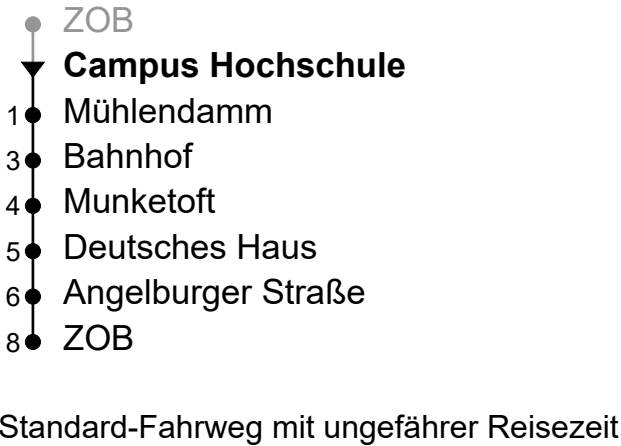 ZOB
Campus Hochschule
1 Mühlendamm
3 Bahnhof
4 Munketoft
5 Deutsches Haus
6 Angelburger Straße
8 ZOB
Standard-Fahrweg mit ungefährer Reisezeit